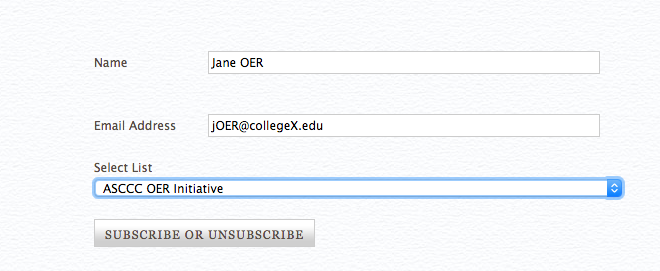 Name Jane OER
Email Address jOER@collegeX.edu
Select List
ASCCC OER Initiative
SUBSCRIBE OR UNSUBSCRIBE